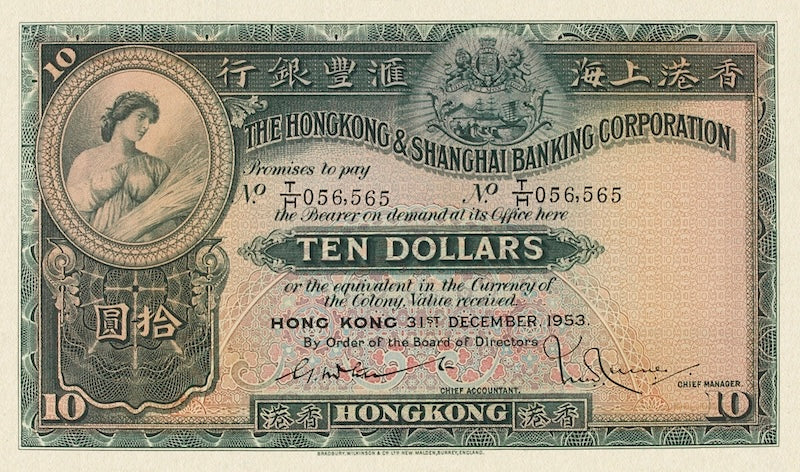 10
行銀豐滙 海上港香
THE HONGKONG & SHANGHAI BANKING CORPORATION
Promises to pay
No. T/H 056,565 No. T/H 056,565
the Bearer on demand at its Office here
TEN DOLLARS
or the equivalent in the Currency of
the Colony, Value received.
圓拾
HONG KONG 31ST DECEMBER, 1953.
By Order of the Board of Directors
CHIEF ACCOUNTANT.
CHIEF MANAGER.
10 港香 HONGKONG 港香 10
BRADBURY, WILKINSON & Co LTD NEW MALDEN, SURREY, ENGLAND.